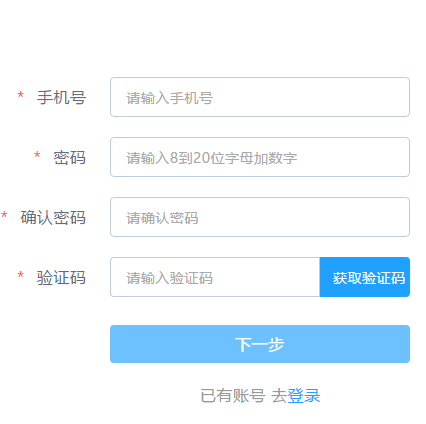 * 手机号 请输入手机号
* 密码 请输入8到20位字母加数字
* 确认密码 请确认密码
* 验证码 请输入验证码 获取验证码
下一步
已有账号 去登录